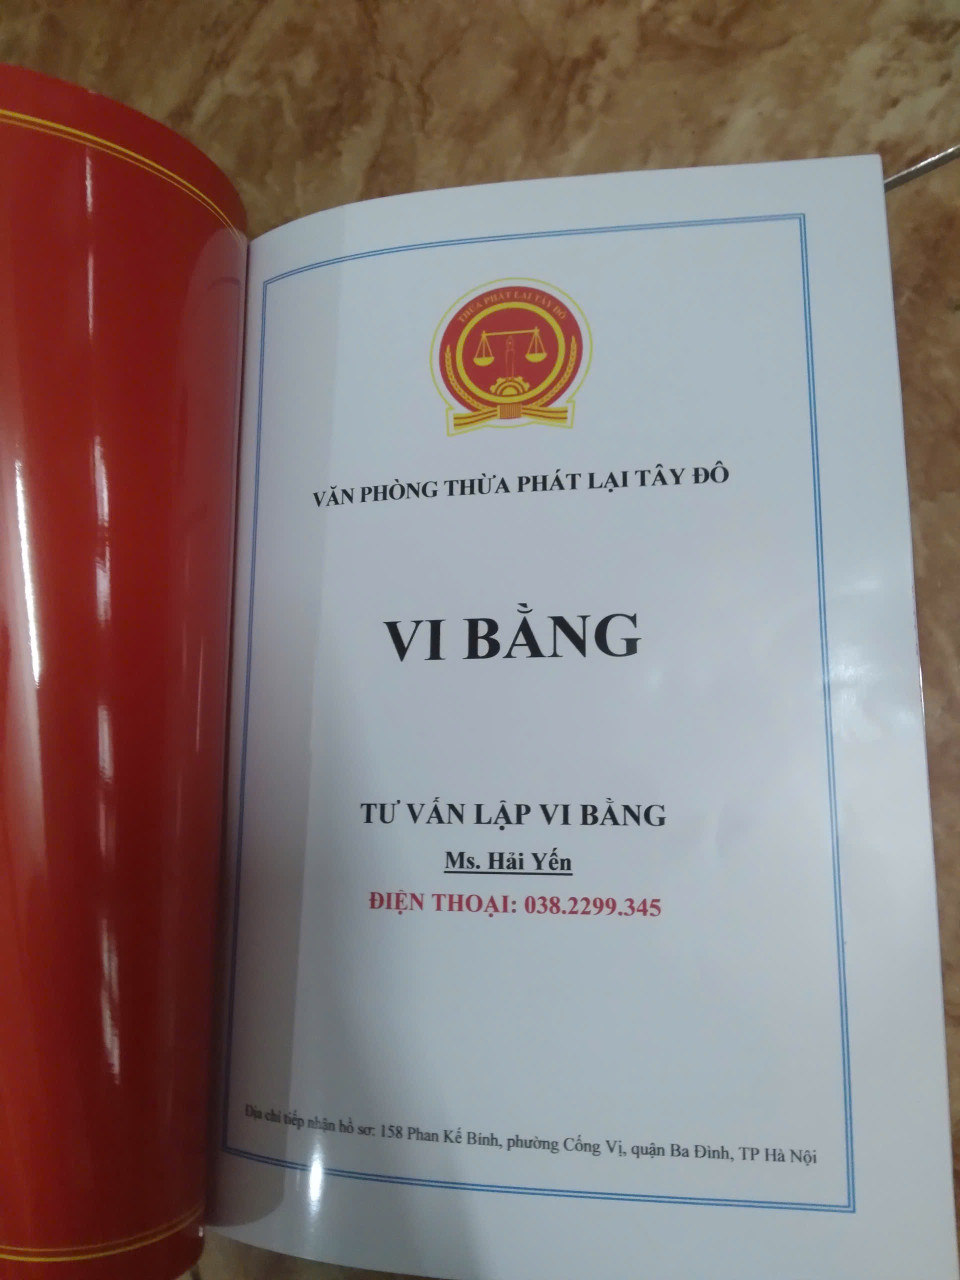 THỪA PHÁT LẠI TÂY ĐÔ
VĂN PHÒNG THỪA PHÁT LẠI TÂY ĐÔ
VI BẰNG
TƯ VẤN LẬP VI BẰNG
Ms. Hải Yến
ĐIỆN THOẠI: 038.2299.345
Địa chỉ tiếp nhận hồ sơ: 158 Phan Kế Bính, phường Cống Vị, quận Ba Đình, TP Hà Nội